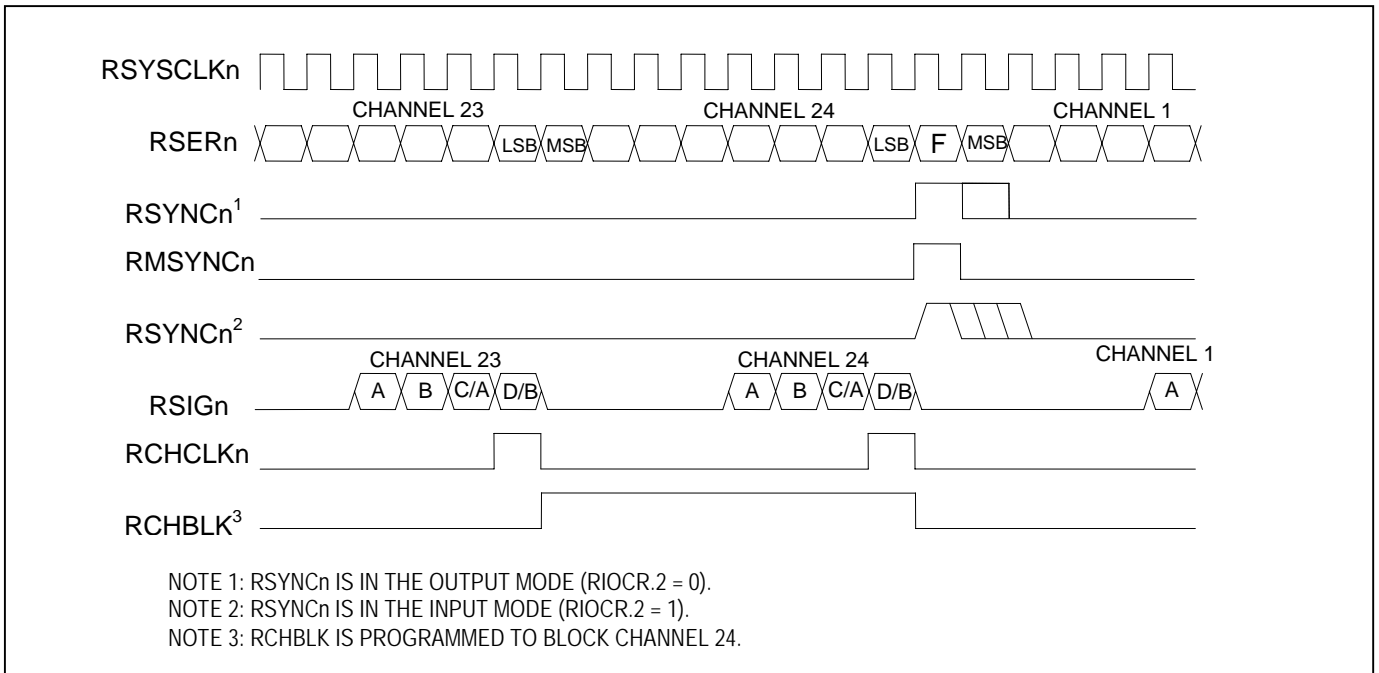 RSYSCLKn
CHANNEL 23 CHANNEL 24 CHANNEL 1
RSERn LSB MSB LSB F MSB
RSYNCn1
RMSYNCn
RSYNCn2
CHANNEL 23 CHANNEL 24 CHANNEL 1
RSIGn A B C/A D/B A B C/A D/B A
RCHCLKn
RCHBLK3
NOTE 1: RSYNCn IS IN THE OUTPUT MODE (RIOCR.2 = 0).
NOTE 2: RSYNCn IS IN THE INPUT MODE (RIOCR.2 = 1).
NOTE 3: RCHBLK IS PROGRAMMED TO BLOCK CHANNEL 24.